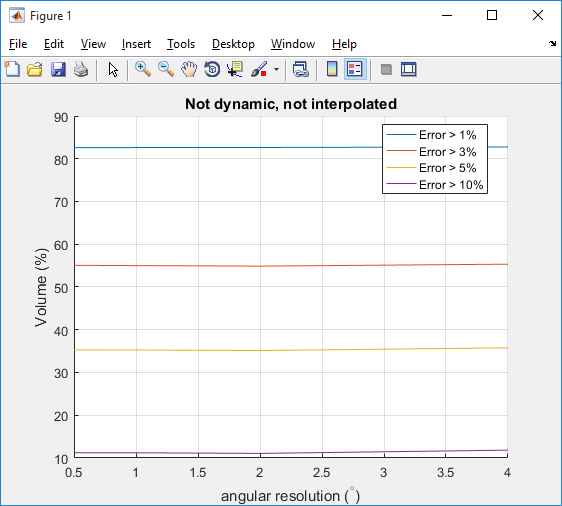 Figure 1
File Edit View Insert Tools Desktop Window Help
Not dynamic, not interpolated
Error > 1%
Error > 3%
Error > 5%
Error > 10%
Volume (%)
90
80
70
60
50
40
30
20
10
0.5 1 1.5 2 2.5 3 3.5 4
angular resolution (°)